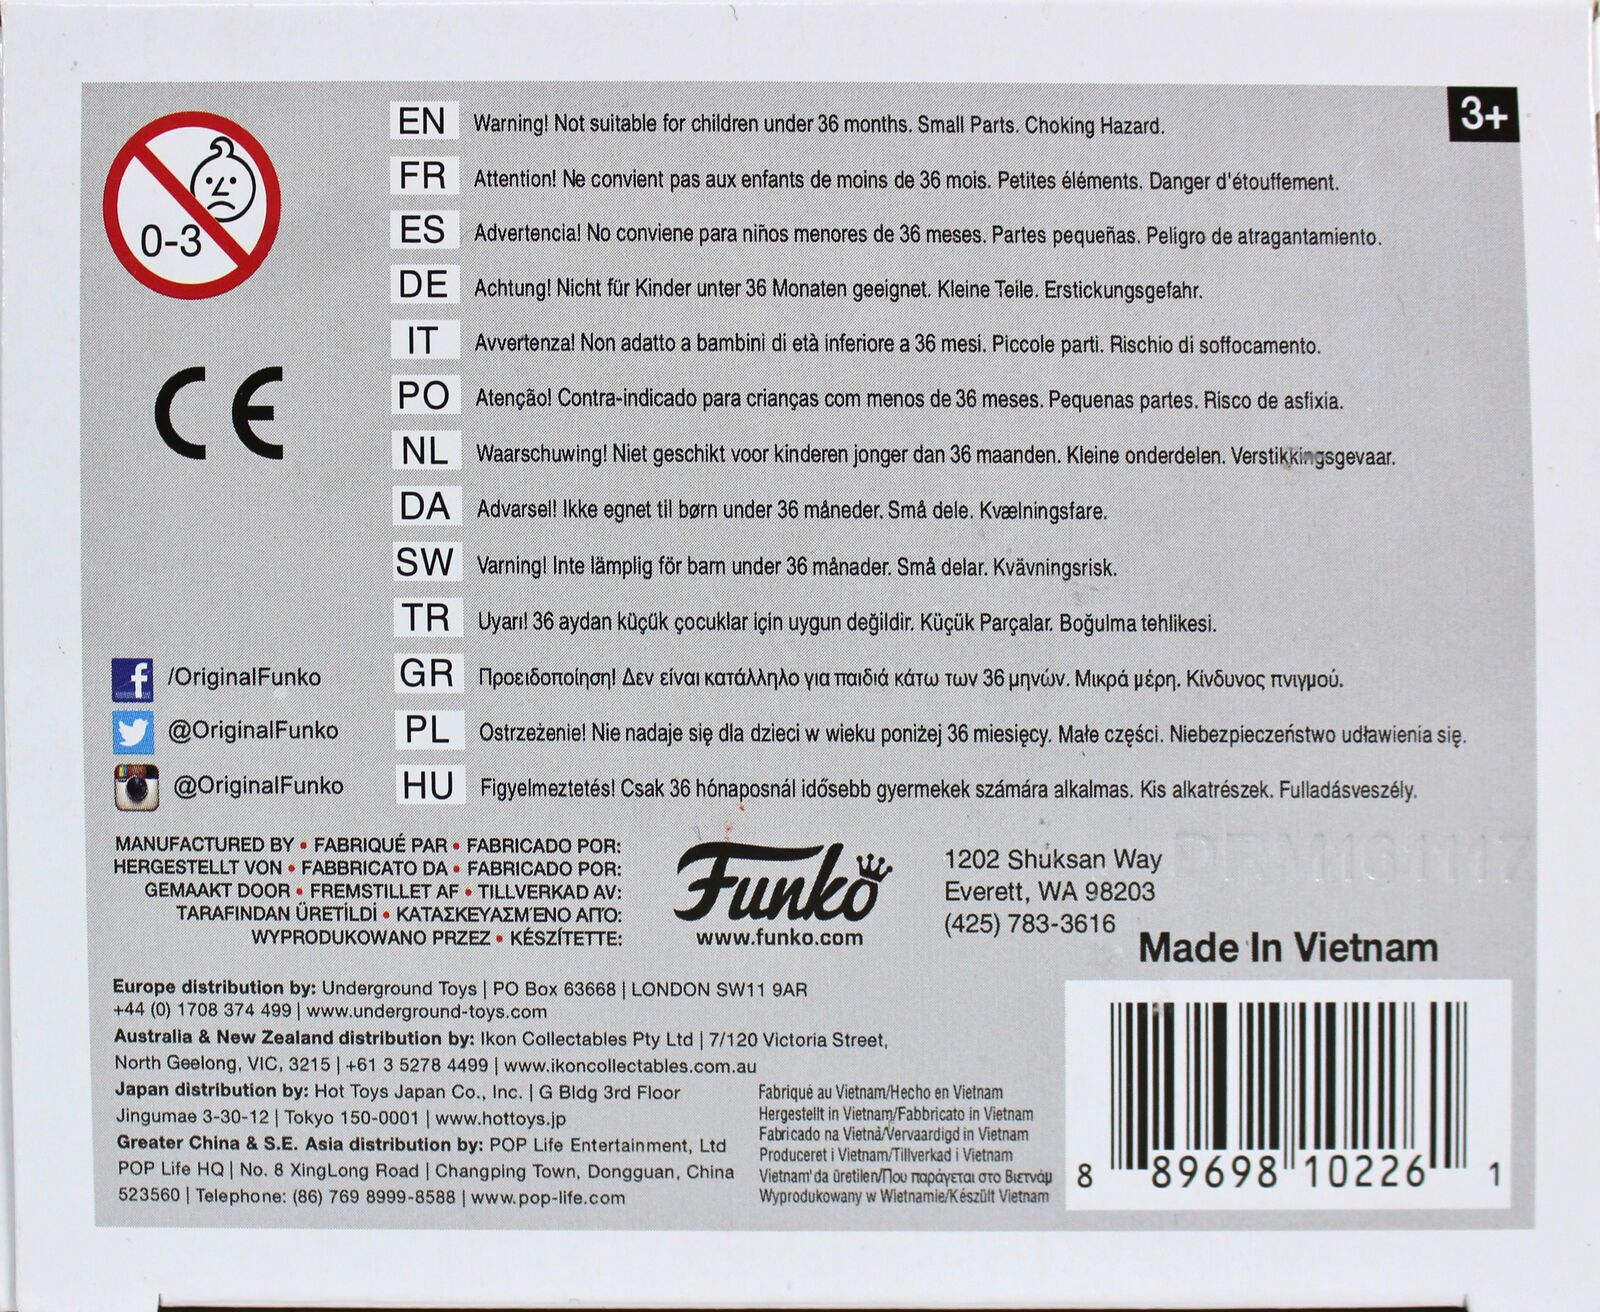 3+
0-3
EN Warning! Not suitable for children under 36 months. Small Parts. Choking Hazard.
FR Attention! Ne convient pas aux enfants de moins de 36 mois. Petites éléments. Danger d'étouffement.
ES Advertencia! No conviene para niños menores de 36 meses. Partes pequeñas. Peligro de atragantamiento.
DE Achtung! Nicht für Kinder unter 36 Monaten geeignet. Kleine Teile. Erstickungsgefahr.
IT Avvertenza! Non adatto a bambini di età inferiore a 36 mesi. Piccole parti. Rischio di soffocamento.
PO Atenção! Contra-indicado para crianças com menos de 36 meses. Pequenas partes. Risco de asfixia.
NL Waarschuwing! Niet geschikt voor kinderen jonger dan 36 maanden. Kleine onderdelen. Verstikkingsgevaar.
DA Advarsel! Ikke egnet til børn under 36 måneder. Små dele. Kvælningsfare.
SW Varning! Inte lämplig för barn under 36 månader. Små delar. Kvävningsrisk.
TR Uyarı! 36 aydan küçük çocuklar için uygun değildir. Küçük Parçalar. Boğulma tehlikesi.
GR Προειδοποίηση! Δεν είναι κατάλληλο για παιδιά κάτω των 36 μηνών. Μικρά μέρη. Κίνδυνος πνιγμού.
PL Ostrzeżenie! Nie nadaje się dla dzieci w wieku poniżej 36 miesięcy. Małe części. Niebezpieczeństwo udławienia się.
HU Figyelmeztetés! Csak 36 hónaposnál idősebb gyermekek számára alkalmas. Kis alkatrészek. Fulladásveszély.
CE
f /OriginalFunko
@OriginalFunko
@OriginalFunko
MANUFACTURED BY • FABRIQUÉ PAR • FABRICADO POR:
HERGESTELLT VON • FABBRICATO DA • FABRICADO POR:
GEMAAKT DOOR • FREMSTILLET AF • TILLVERKAD AV:
TARAFINDAN ÜRETİLDİ • ΚΑΤΑΣΚΕΥΑΣΜΈΝΟ ΑΠΌ:
WYPRODUKOWANO PRZEZ • KÉSZÍTETTE:
Funko
www.funko.com
1202 Shuksan Way
Everett, WA 98203
(425) 783-3616
Made In Vietnam
Europe distribution by: Underground Toys | PO Box 63668 | LONDON SW11 9AR
+44 (0) 1708 374 499 | www.underground-toys.com
Australia & New Zealand distribution by: Ikon Collectables Pty Ltd | 7/120 Victoria Street,
North Geelong, VIC, 3215 | +61 3 5278 4499 | www.ikoncollectables.com.au
Japan distribution by: Hot Toys Japan Co., Inc. | G Bldg 3rd Floor
Jingumae 3-30-12 | Tokyo 150-0001 | www.hottoys.jp
Greater China & S.E. Asia distribution by: POP Life Entertainment, Ltd
POP Life HQ | No. 8 XingLong Road | Changping Town, Dongguan, China
523560 | Telephone: (86) 769 8999-8588 | www.pop-life.com
Fabriqué au Vietnam/Hecho en Vietnam
Hergestellt in Vietnam/Fabbricato in Vietnam
Fabricado na Vietnà/Vervaardigd in Vietnam
Produceret i Vietnam/Tillverkad i Vietnam
Vietnam'da üretilen/Που παράγεται στο Βιετνάμ
Wyprodukowany w Wietnamie/Készült Vietnam
8 89698 10226 1